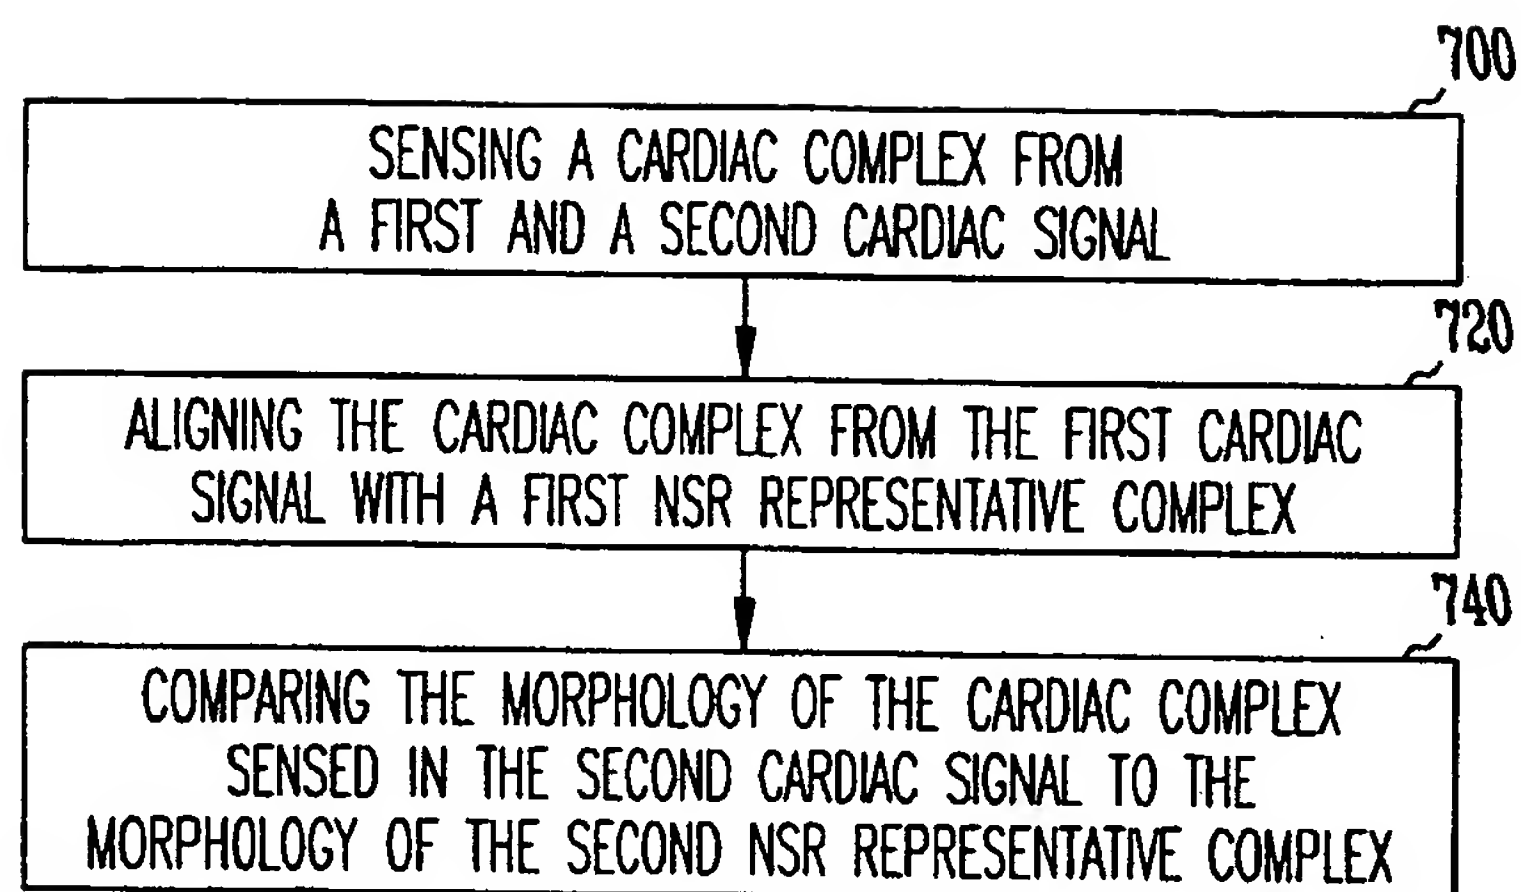 700
SENSING A CARDIAC COMPLEX FROM
A FIRST AND A SECOND CARDIAC SIGNAL
720
ALIGNING THE CARDIAC COMPLEX FROM THE FIRST CARDIAC
SIGNAL WITH A FIRST NSR REPRESENTATIVE COMPLEX
740
COMPARING THE MORPHOLOGY OF THE CARDIAC COMPLEX
SENSED IN THE SECOND CARDIAC SIGNAL TO THE
MORPHOLOGY OF THE SECOND NSR REPRESENTATIVE COMPLEX